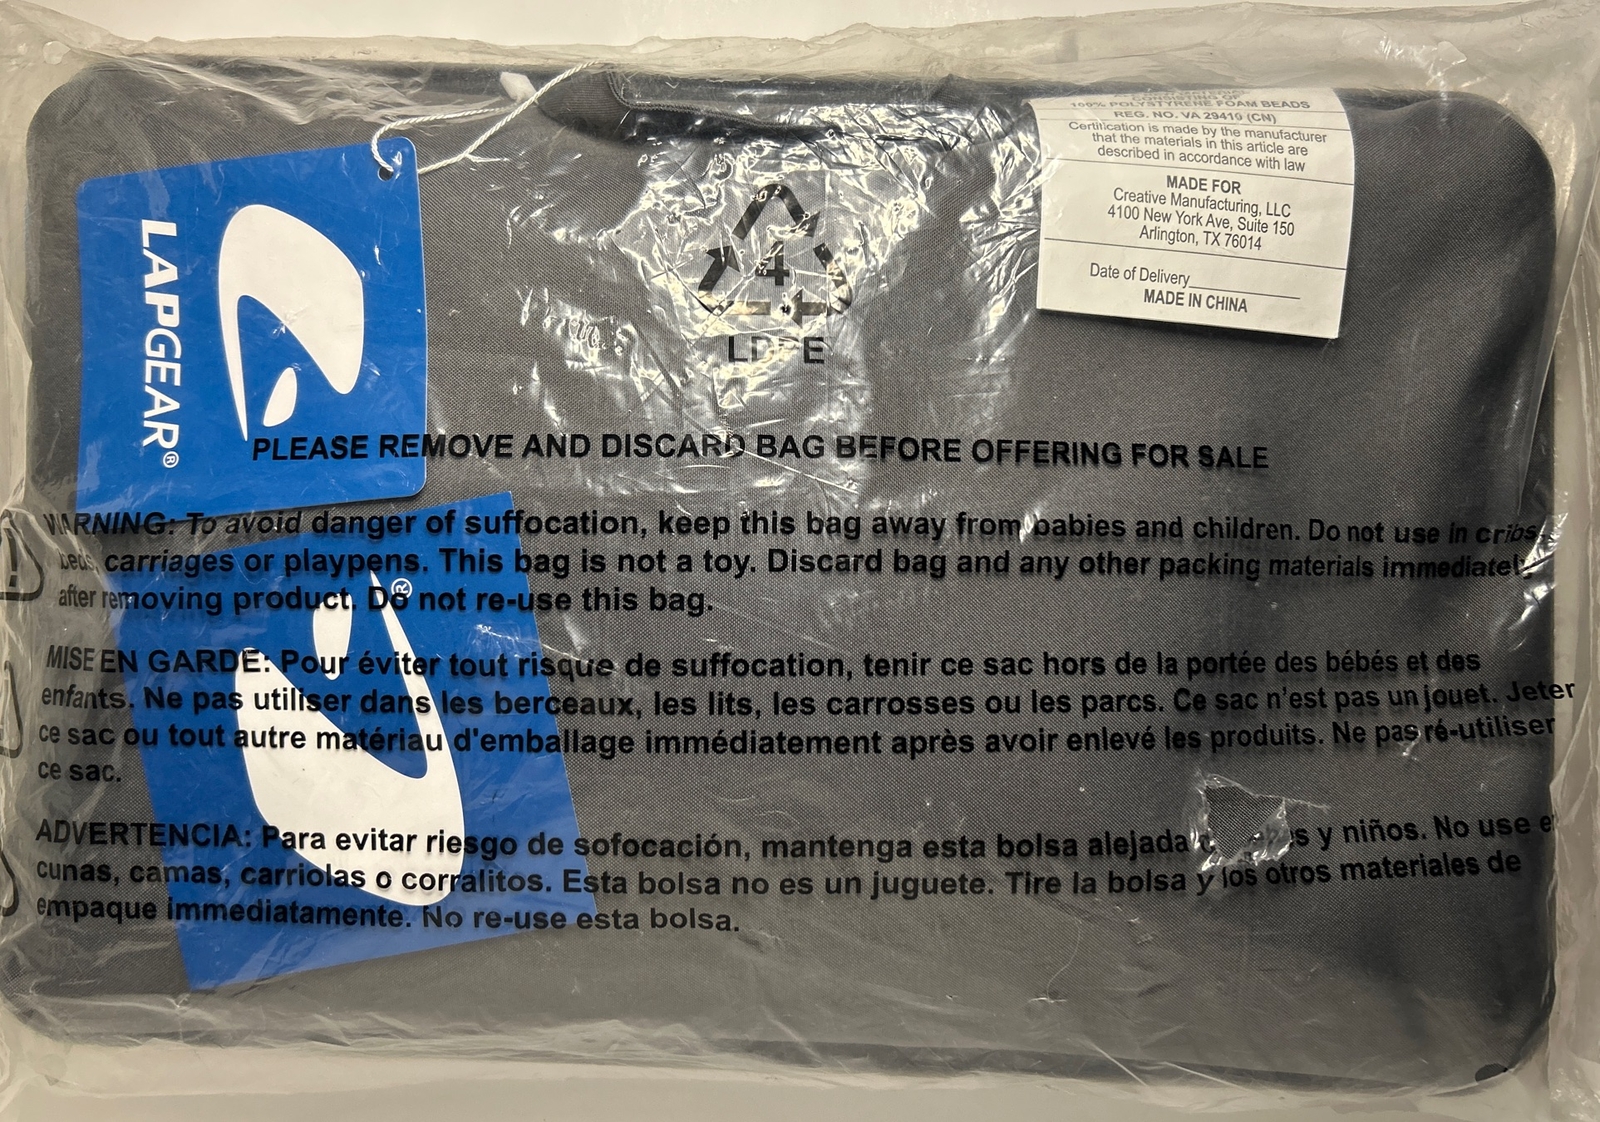 LAPGEAR®
CONSISTING OF
100% POLYSTYRENE FOAM BEADS
REG. NO. VA 29410 (CN)
Certification is made by the manufacturer
that the materials in this article are
described in accordance with law
MADE FOR
Creative Manufacturing, LLC
4100 New York Ave, Suite 150
Arlington, TX 76014
Date of Delivery
MADE IN CHINA
4
LDPE
PLEASE REMOVE AND DISCARD BAG BEFORE OFFERING FOR SALE
WARNING: To avoid danger of suffocation, keep this bag away from babies and children. Do not use in cribs,
beds, carriages or playpens. This bag is not a toy. Discard bag and any other packing materials immediately
after removing product. Do not re-use this bag.
®
MISE EN GARDE: Pour éviter tout risque de suffocation, tenir ce sac hors de la portée des bébés et des
enfants. Ne pas utiliser dans les berceaux, les lits, les carrosses ou les parcs. Ce sac n'est pas un jouet. Jeter
ce sac ou tout autre matériau d'emballage immédiatement après avoir enlevé les produits. Ne pas ré-utiliser
ce sac.
ADVERTENCIA: Para evitar riesgo de sofocación, mantenga esta bolsa alejada y niños. No use
cunas, camas, carriolas o corralitos. Esta bolsa no es un juguete. Tire la bolsa y los otros materiales de
empaque immediatamente. No re-use esta bolsa.